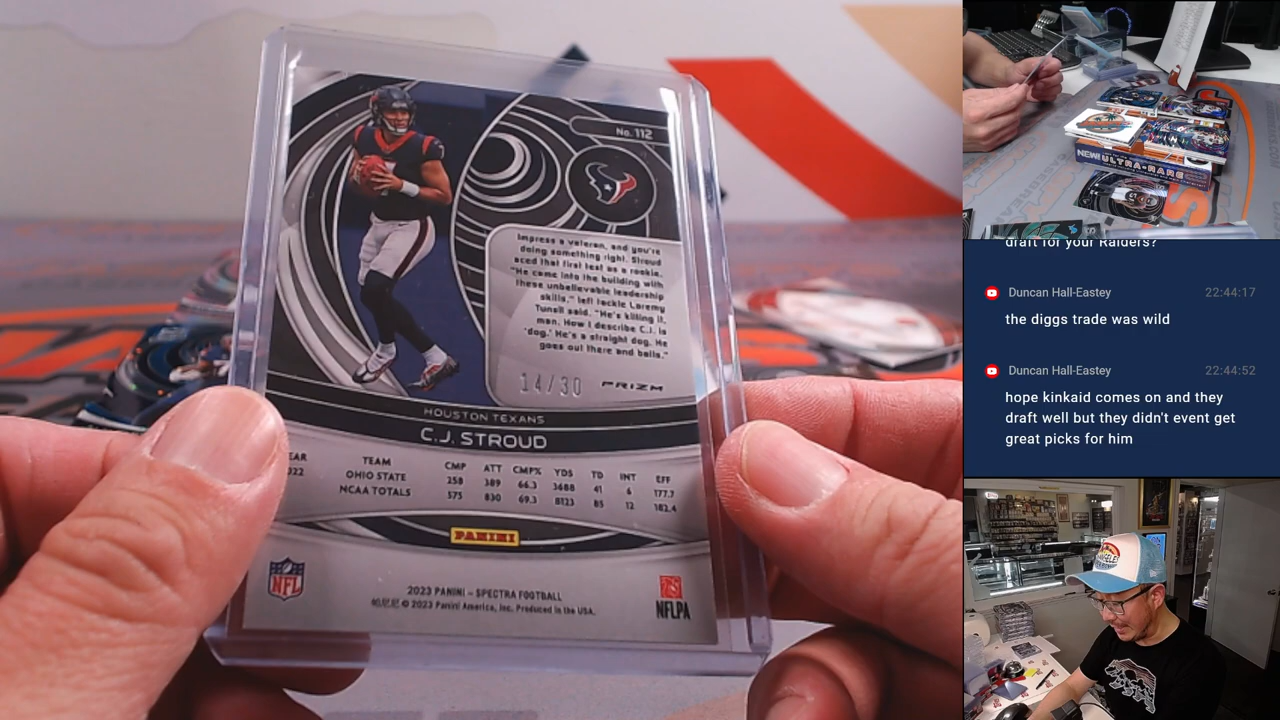 No. 112
Impress a veteran, and you're
doing something right. Stroud
aced that first test as a rookie.
"He came into the building with
these unbelievable leadership
skills," left tackle Laremy
Tunsil said. "He's killing it,
man. How I describe C.J. is
'dog.' He's a straight dog. He
goes out there and balls."
14/30 PRIZM
HOUSTON TEXANS
C.J. STROUD
EAR TEAM CMP ATT CMP% YDS TD INT EFF
022 OHIO STATE 258 389 66.3 3688 41 6 177.7
NCAA TOTALS 575 830 69.3 8123 85 12 182.4
PANINI
NFL
NFLPA
2023 PANINI – SPECTRA FOOTBALL
© 2023 Panini America, Inc. Produced in the USA.
NEW! ULTRA-RARE
draft for your Raiders?
Duncan Hall-Eastey 22:44:17
the diggs trade was wild
Duncan Hall-Eastey 22:44:52
hope kinkaid comes on and they
draft well but they didn't event get
great picks for him